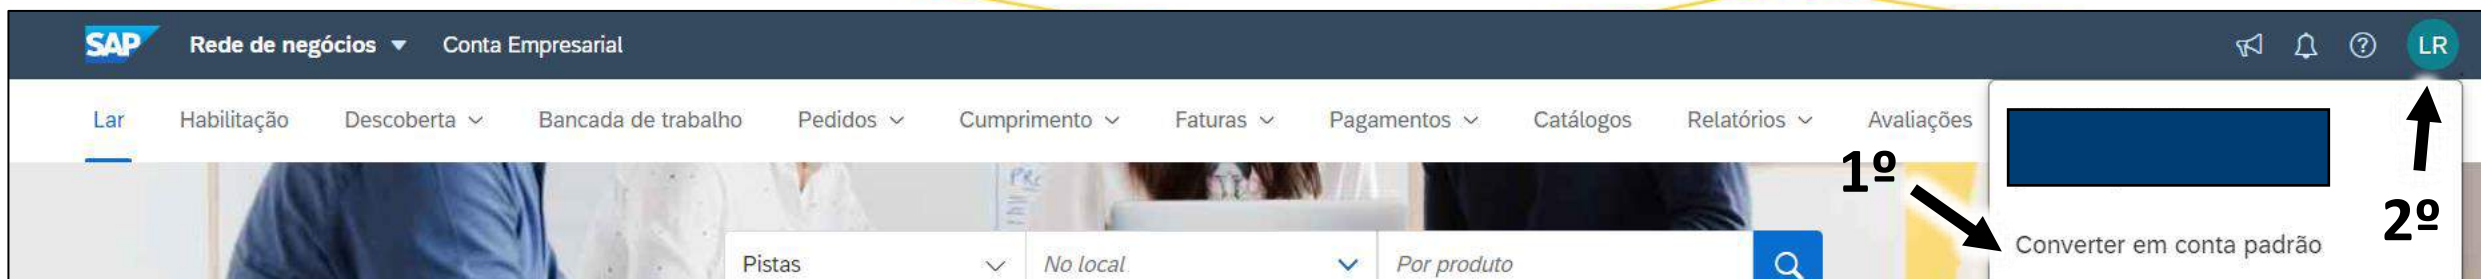 SAP Rede de negócios Conta Empresarial LR
Lar Habilitação Descoberta Bancada de trabalho Pedidos Cumprimento Faturas Pagamentos Catálogos Relatórios Avaliações
1º
2º
Pistas No local Por produto
Converter em conta padrão